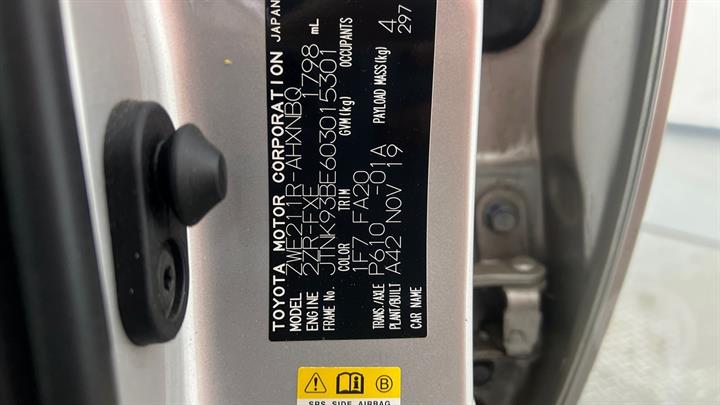 TOYOTA MOTOR CORPORATION JAPAN
MODEL ZWE211R-AHXNBQ
ENGINE 2ZR-FXE 1798 mL
FRAME No. JTNK93BE603015301
COLOR TRIM GVM(kg) OCCUPANTS
1F7 FA20 4
TRANS./AXLE P610 -01A PAYLOAD MASS(kg) 297
PLANT/BUILT A42 NOV 19
CAR NAME
B
SRS SIDE AIRBAG